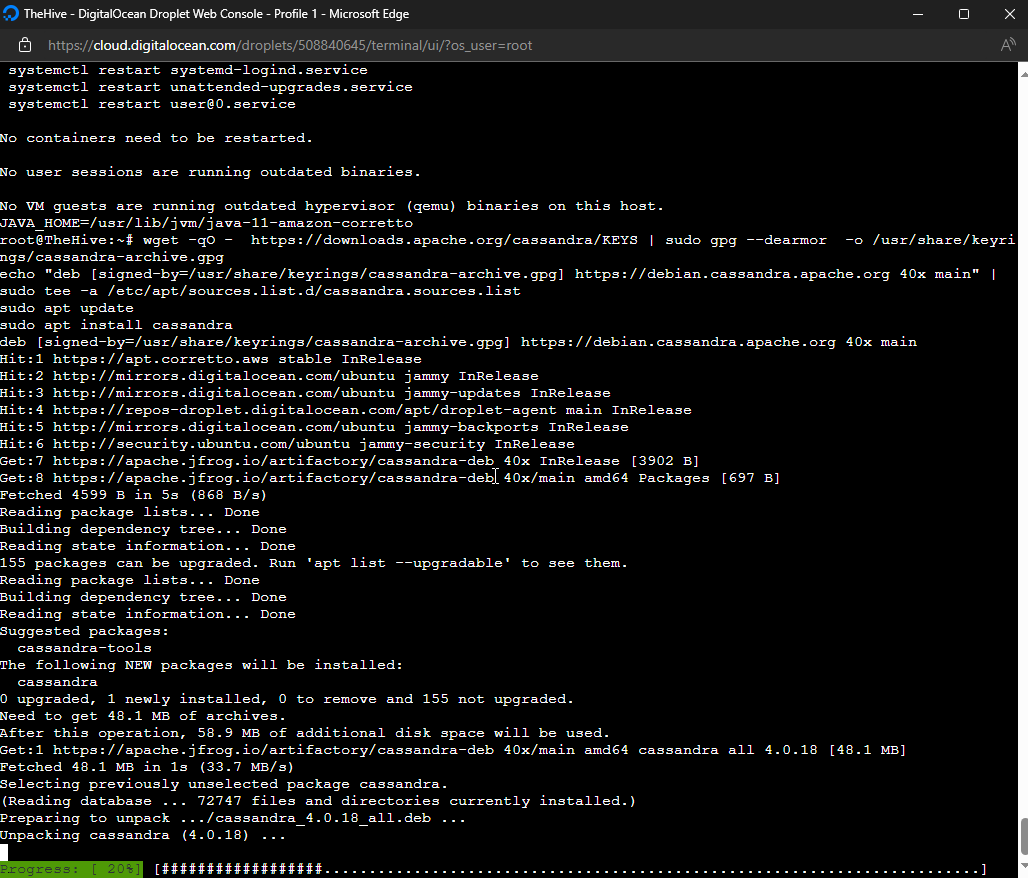 TheHive - DigitalOcean Droplet Web Console - Profile 1 - Microsoft Edge
https://cloud.digitalocean.com/droplets/508840645/terminal/ui/?os_user=root
systemctl restart systemd-logind.service
systemctl restart unattended-upgrades.service
systemctl restart user@0.service
No containers need to be restarted.
No user sessions are running outdated binaries.
No VM guests are running outdated hypervisor (qemu) binaries on this host.
JAVA_HOME=/usr/lib/jvm/java-11-amazon-corretto
root@TheHive:~# wget -qO -  https://downloads.apache.org/cassandra/KEYS | sudo gpg --dearmor  -o /usr/share/keyri
ngs/cassandra-archive.gpg
echo "deb [signed-by=/usr/share/keyrings/cassandra-archive.gpg] https://debian.cassandra.apache.org 40x main" |
sudo tee -a /etc/apt/sources.list.d/cassandra.sources.list
sudo apt update
sudo apt install cassandra
deb [signed-by=/usr/share/keyrings/cassandra-archive.gpg] https://debian.cassandra.apache.org 40x main
Hit:1 https://apt.corretto.aws stable InRelease
Hit:2 http://mirrors.digitalocean.com/ubuntu jammy InRelease
Hit:3 http://mirrors.digitalocean.com/ubuntu jammy-updates InRelease
Hit:4 https://repos-droplet.digitalocean.com/apt/droplet-agent main InRelease
Hit:5 http://mirrors.digitalocean.com/ubuntu jammy-backports InRelease
Hit:6 http://security.ubuntu.com/ubuntu jammy-security InRelease
Get:7 https://apache.jfrog.io/artifactory/cassandra-deb 40x InRelease [3902 B]
Get:8 https://apache.jfrog.io/artifactory/cassandra-deb 40x/main amd64 Packages [697 B]
Fetched 4599 B in 5s (868 B/s)
Reading package lists... Done
Building dependency tree... Done
Reading state information... Done
155 packages can be upgraded. Run 'apt list --upgradable' to see them.
Reading package lists... Done
Building dependency tree... Done
Reading state information... Done
Suggested packages:
  cassandra-tools
The following NEW packages will be installed:
  cassandra
0 upgraded, 1 newly installed, 0 to remove and 155 not upgraded.
Need to get 48.1 MB of archives.
After this operation, 58.9 MB of additional disk space will be used.
Get:1 https://apache.jfrog.io/artifactory/cassandra-deb 40x/main amd64 cassandra all 4.0.18 [48.1 MB]
Fetched 48.1 MB in 1s (33.7 MB/s)
Selecting previously unselected package cassandra.
(Reading database ... 72747 files and directories currently installed.)
Preparing to unpack .../cassandra_4.0.18_all.deb ...
Unpacking cassandra (4.0.18) ...
Progress: [ 20%] [##################.........................................................................]